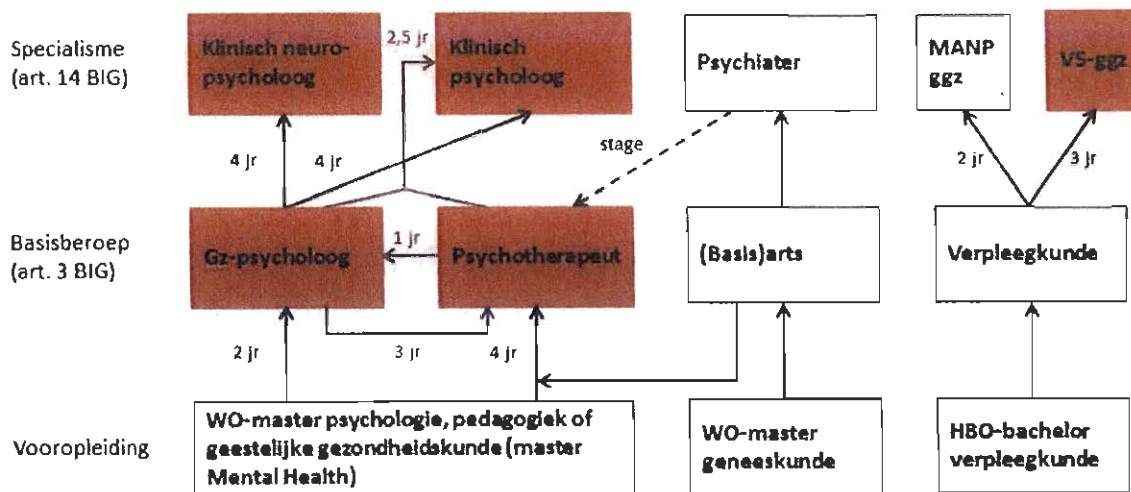 Specialisme
(art. 14 BIG)
Klinisch neuro-
psycholoog
2,5 jr
Klinisch
psycholoog
Psychiater
MANP
ggz
VS-ggz
4 jr
4 jr
stage
2 jr
3 jr
Basisberoep
(art. 3 BIG)
Gz-psycholoog
1 jr
Psychotherapeut
(Basis)arts
Verpleegkunde
2 jr
3 jr
4 jr
Vooropleiding
WO-master psychologie, pedagogiek of
geestelijke gezondheidskunde (master
Mental Health)
WO-master
geneeskunde
HBO-bachelor
verpleegkunde